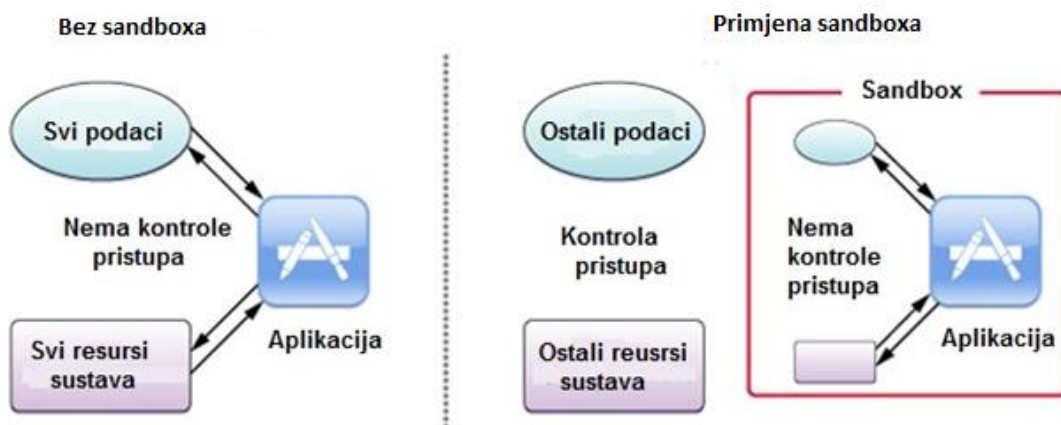 Bez sandboxa
Svi podaci
Nema kontrole
pristupa
Aplikacija
Svi resursi
sustava
Primjena sandboxa
Ostali podaci
Kontrola
pristupa
Ostali reusrsi
sustava
Sandbox
Nema
kontrole
pristupa
Aplikacija